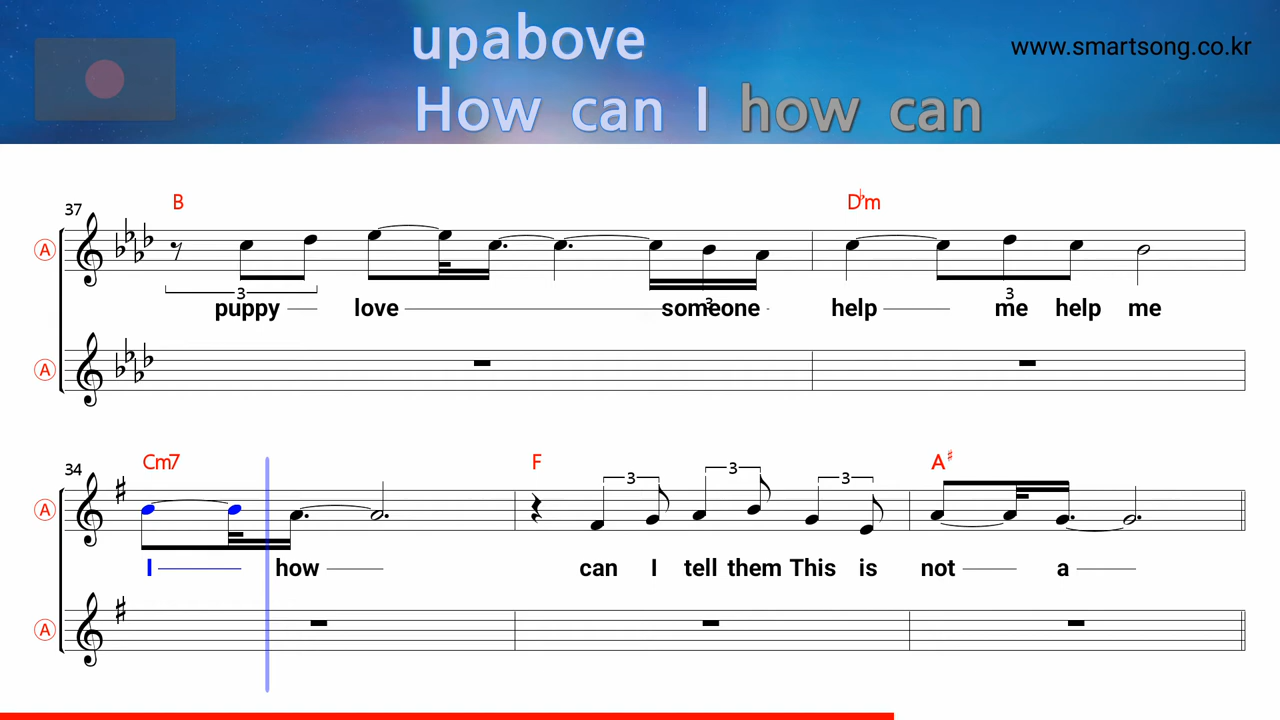 upabove
www.smartsong.co.kr
How can I how can
37
B
D♭m
A
3
3
3
puppy love someone help me help me
A
34
Cm7
F
A♯
3
3
3
A
I how can I tell them This is not a
A